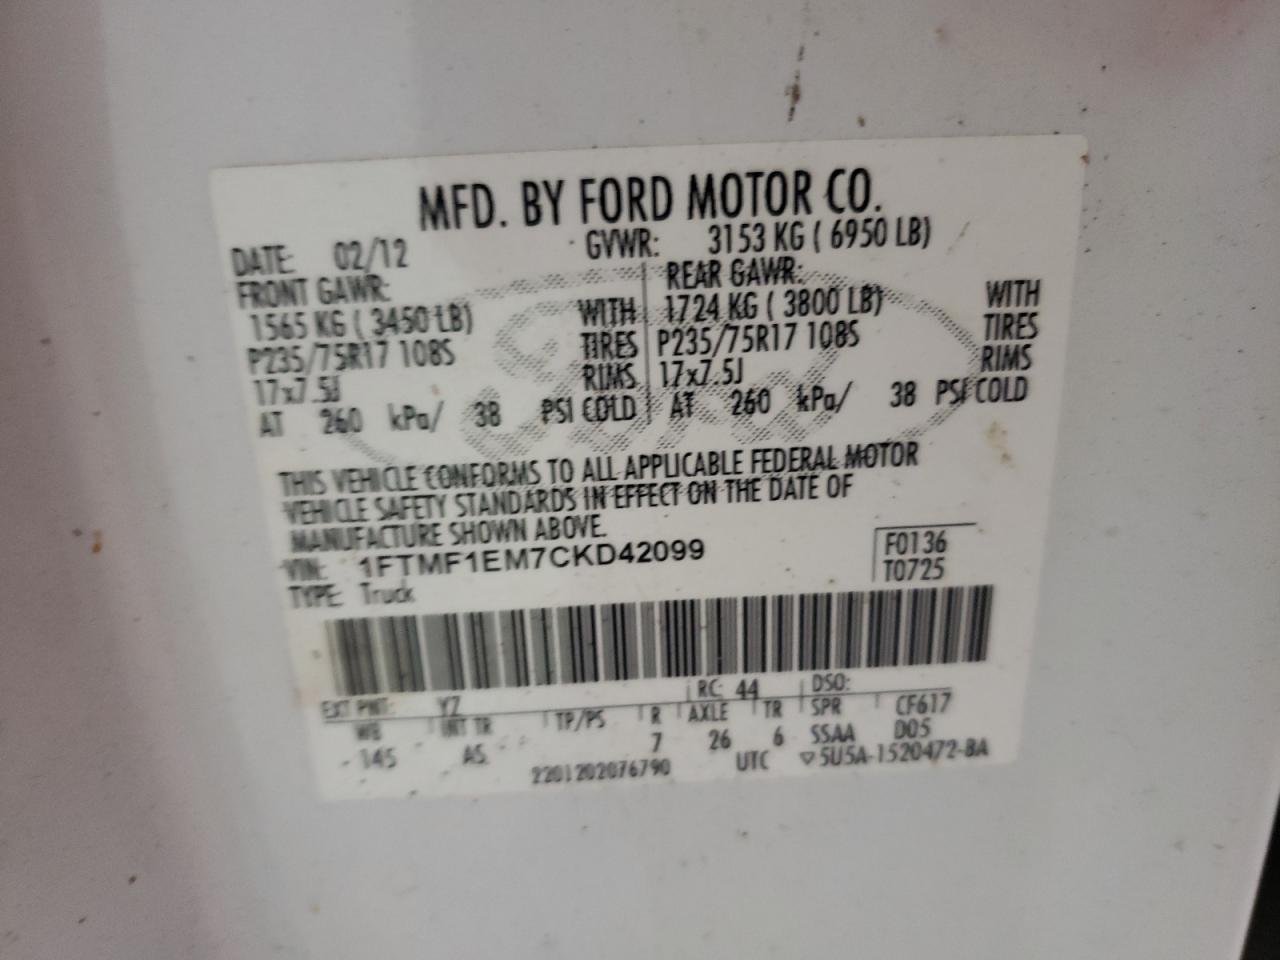 MFD. BY FORD MOTOR CO.
DATE: 02/12 GVWR: 3153 KG ( 6950 LB)
FRONT GAWR: REAR GAWR:
1565 KG ( 3450 LB) WITH 1724 KG ( 3800 LB) WITH
P235/75R17 108S TIRES P235/75R17 108S TIRES
17x7.5J RIMS 17x7.5J RIMS
AT 260 kPa/ 38 PSI COLD AT 260 kPa/ 38 PSI COLD
THIS VEHICLE CONFORMS TO ALL APPLICABLE FEDERAL MOTOR
VEHICLE SAFETY STANDARDS IN EFFECT ON THE DATE OF
MANUFACTURE SHOWN ABOVE.
VIN: 1FTMF1EM7CKD42099 F0136
TYPE: Truck T0725
EXT PNT: YZ RC: 44 DSO:
WB INT TR TP/PS R AXLE TR SPR CF617
145 AS 7 26 6 SSAA D05
2201202076790 UTC ▽5U5A-1520472-BA
Ford